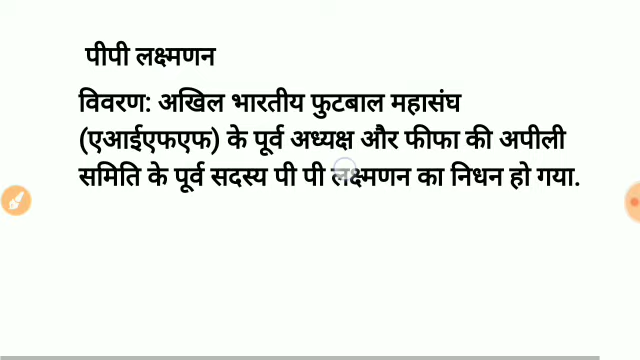 पीपी लक्ष्मणन
विवरण: अखिल भारतीय फुटबाल महासंघ
(एआईएफएफ) के पूर्व अध्यक्ष और फीफा की अपीली
समिति के पूर्व सदस्य पी पी लक्ष्मणन का निधन हो गया.